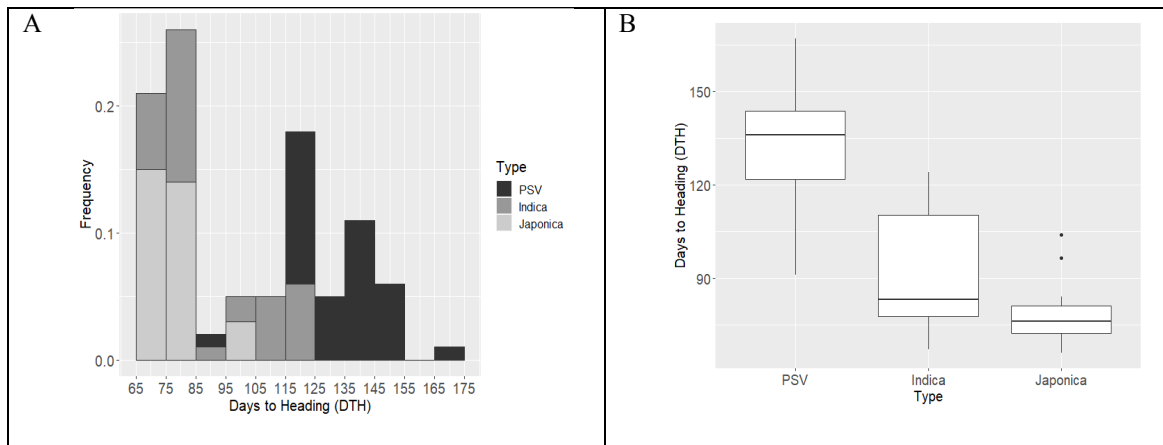 A
Frequency
0.2
0.1
0.0
65 75 85 95 105 115 125 135 145 155 165 175
Days to Heading (DTH)
Type
PSV
Indica
Japonica
B
Days to Heading (DTH)
150
120
90
PSV Indica Japonica
Type